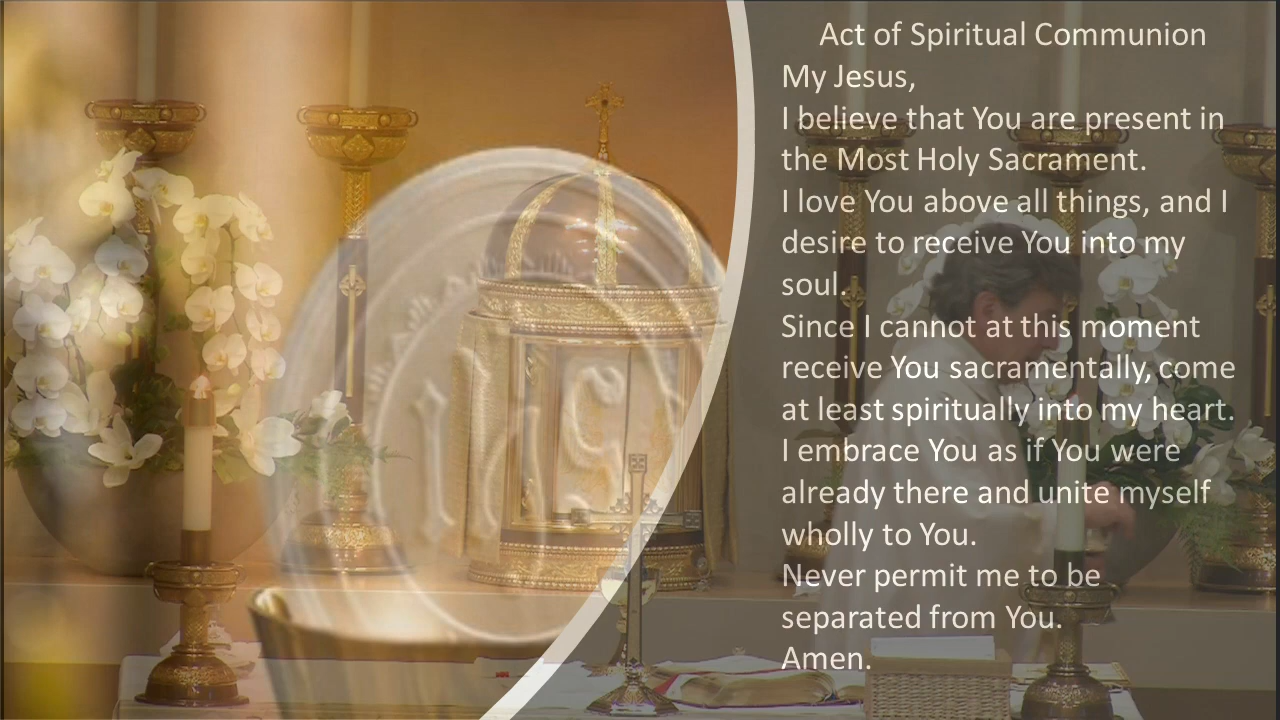 Act of Spiritual Communion
My Jesus,
I believe that You are present in
the Most Holy Sacrament.
I love You above all things, and I
desire to receive You into my
soul.
Since I cannot at this moment
receive You sacramentally, come
at least spiritually into my heart.
I embrace You as if You were
already there and unite myself
wholly to You.
Never permit me to be
separated from You.
Amen.